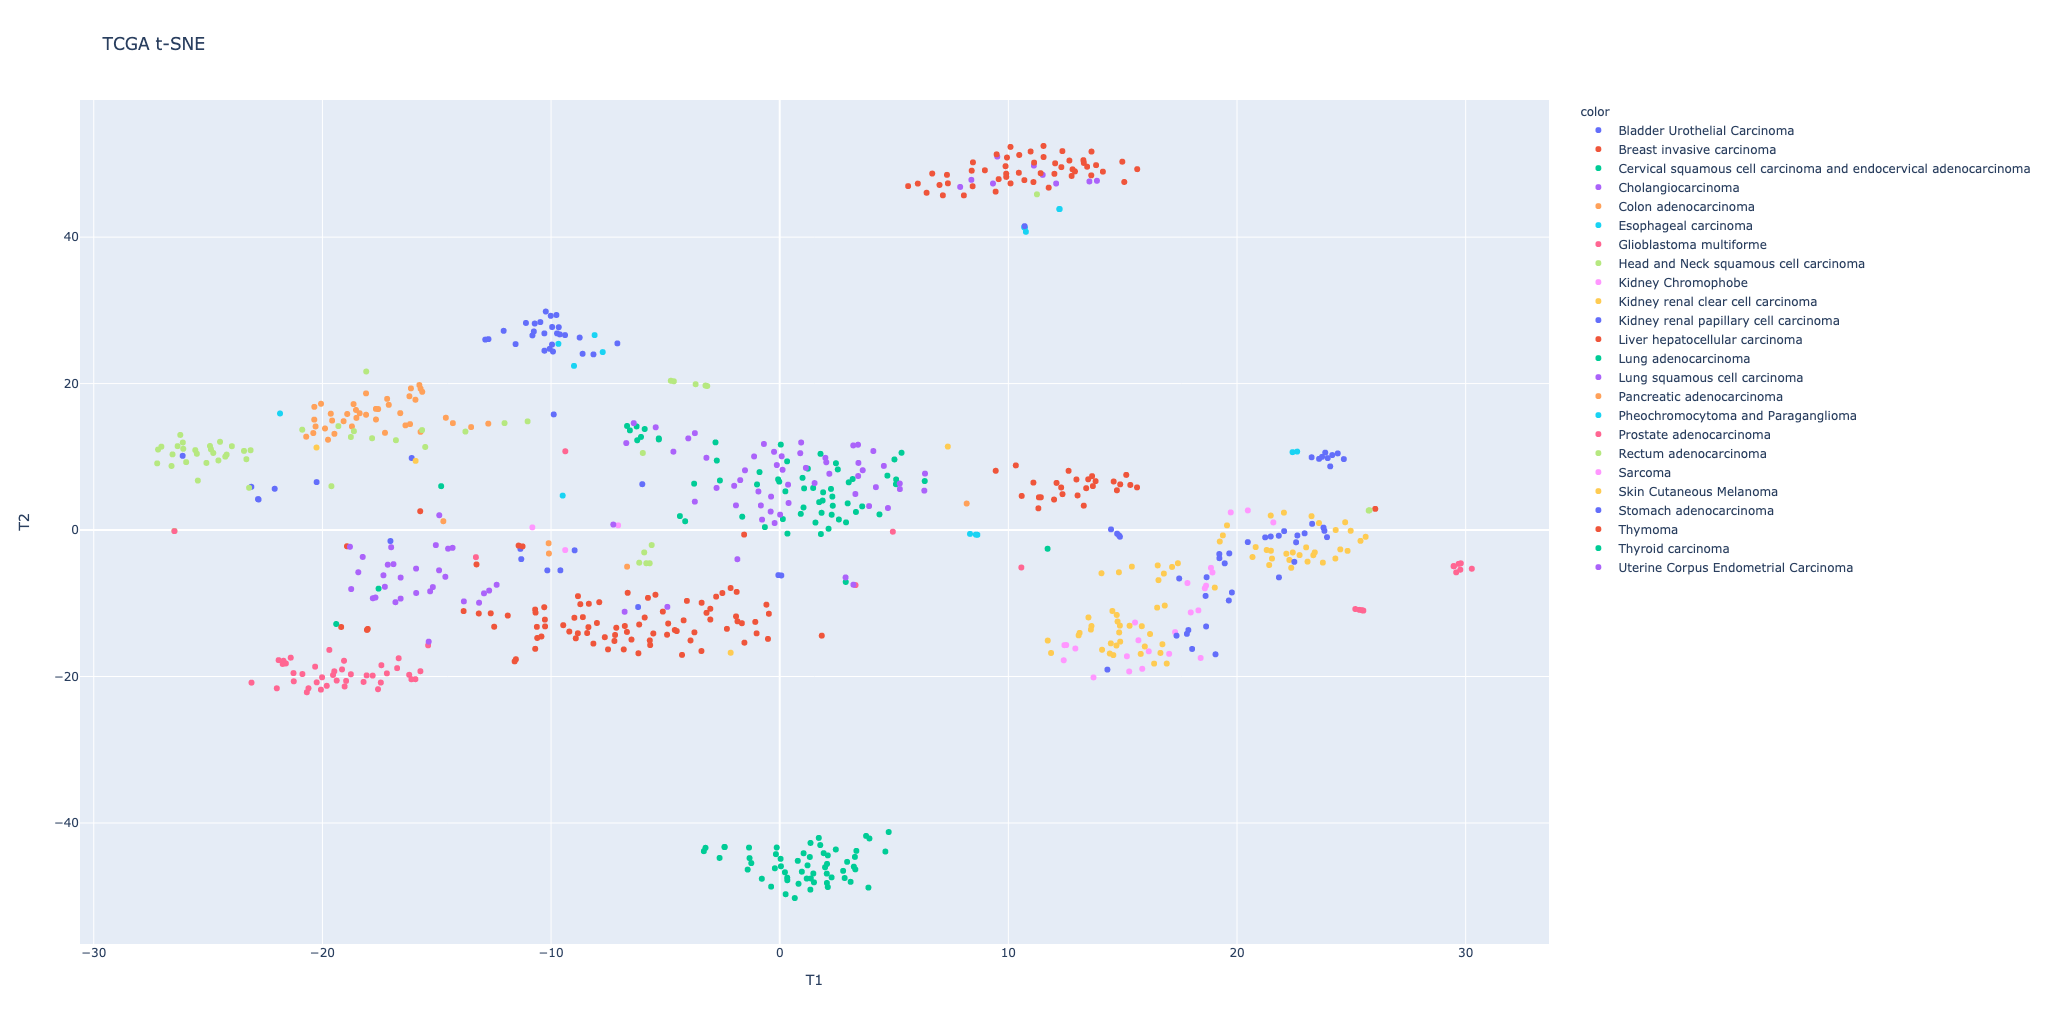 TCGA t-SNE
color
Bladder Urothelial Carcinoma
Breast invasive carcinoma
Cervical squamous cell carcinoma and endocervical adenocarcinoma
Cholangiocarcinoma
Colon adenocarcinoma
Esophageal carcinoma
Glioblastoma multiforme
Head and Neck squamous cell carcinoma
Kidney Chromophobe
Kidney renal clear cell carcinoma
Kidney renal papillary cell carcinoma
Liver hepatocellular carcinoma
Lung adenocarcinoma
Lung squamous cell carcinoma
Pancreatic adenocarcinoma
Pheochromocytoma and Paraganglioma
Prostate adenocarcinoma
Rectum adenocarcinoma
Sarcoma
Skin Cutaneous Melanoma
Stomach adenocarcinoma
Thymoma
Thyroid carcinoma
Uterine Corpus Endometrial Carcinoma
40
20
0
−20
−40
T2
−30 −20 −10 0 10 20 30
T1